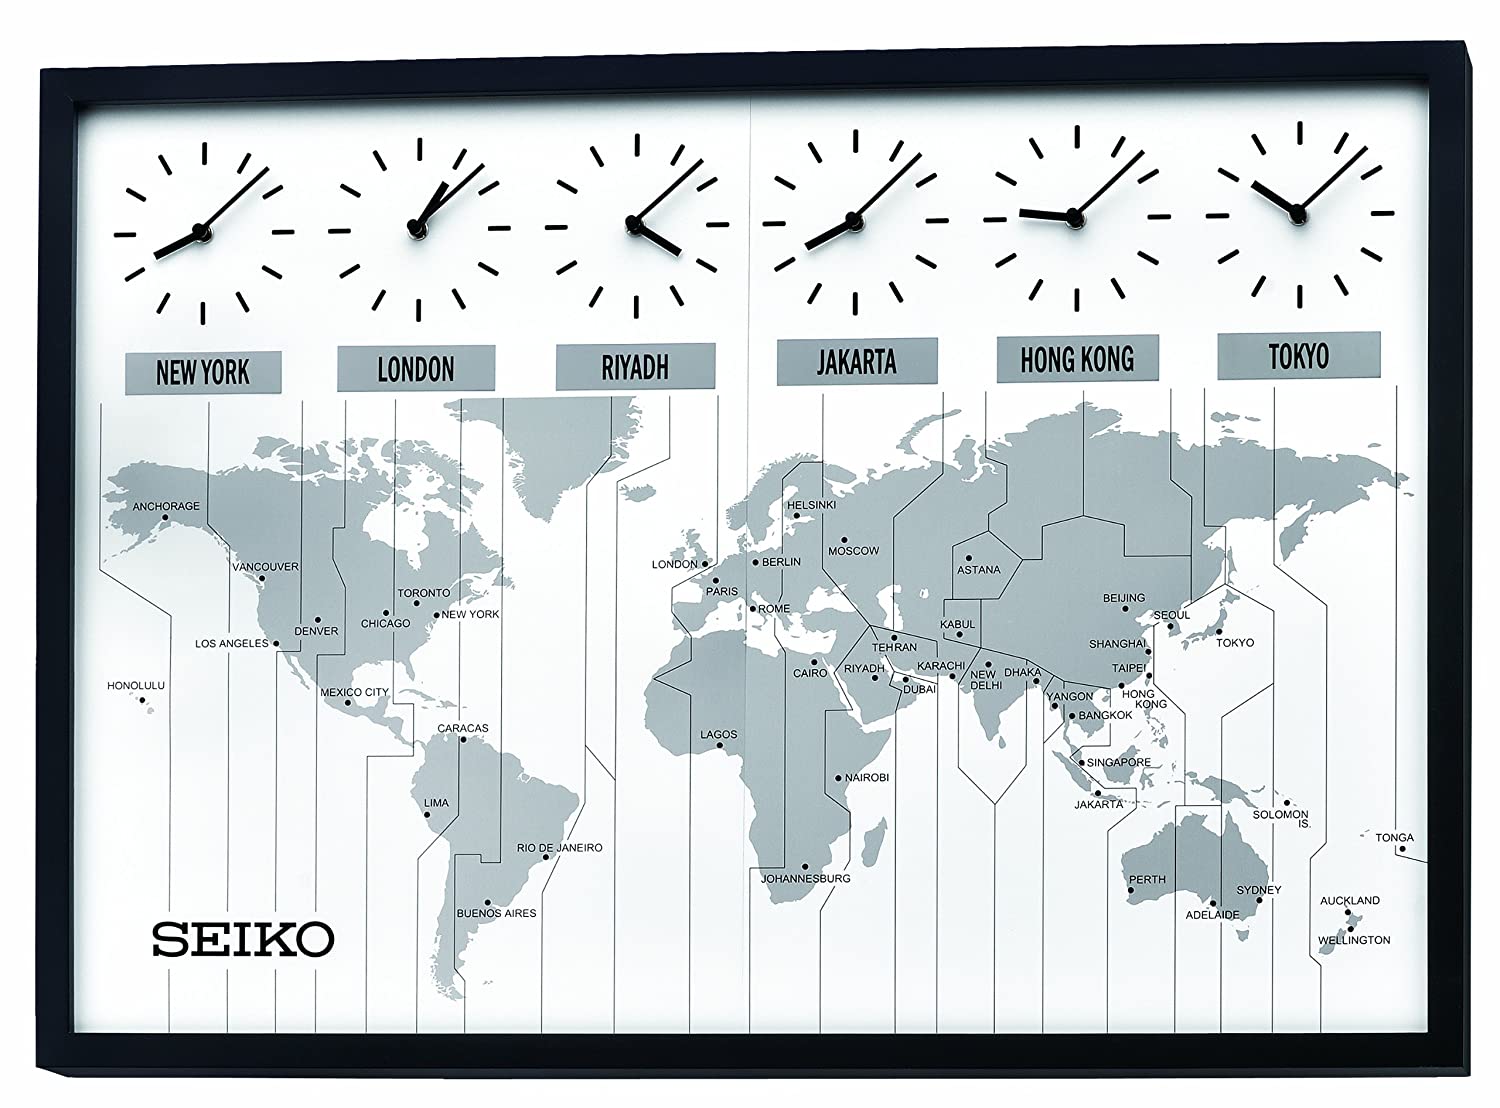 NEW YORK
LONDON
RIYADH
JAKARTA
HONG KONG
TOKYO
ANCHORAGE
HELSINKI
MOSCOW
VANCOUVER
LONDON
BERLIN
ASTANA
PARIS
TORONTO
NEW YORK
CHICAGO
DENVER
LOS ANGELES
ROME
BEIJING
SEOUL
KABUL
TOKYO
TEHRAN
SHANGHAI
CAIRO
RIYADH
KARACHI
NEW
DELHI
DHAKA
TAIPEI
HONOLULU
MEXICO CITY
DUBAI
YANGON
HONG
KONG
BANGKOK
CARACAS
LAGOS
SINGAPORE
NAIROBI
LIMA
JAKARTA
SOLOMON
IS.
RIO DE JANEIRO
TONGA
JOHANNESBURG
PERTH
SYDNEY
BUENOS AIRES
ADELAIDE
AUCKLAND
WELLINGTON
SEIKO